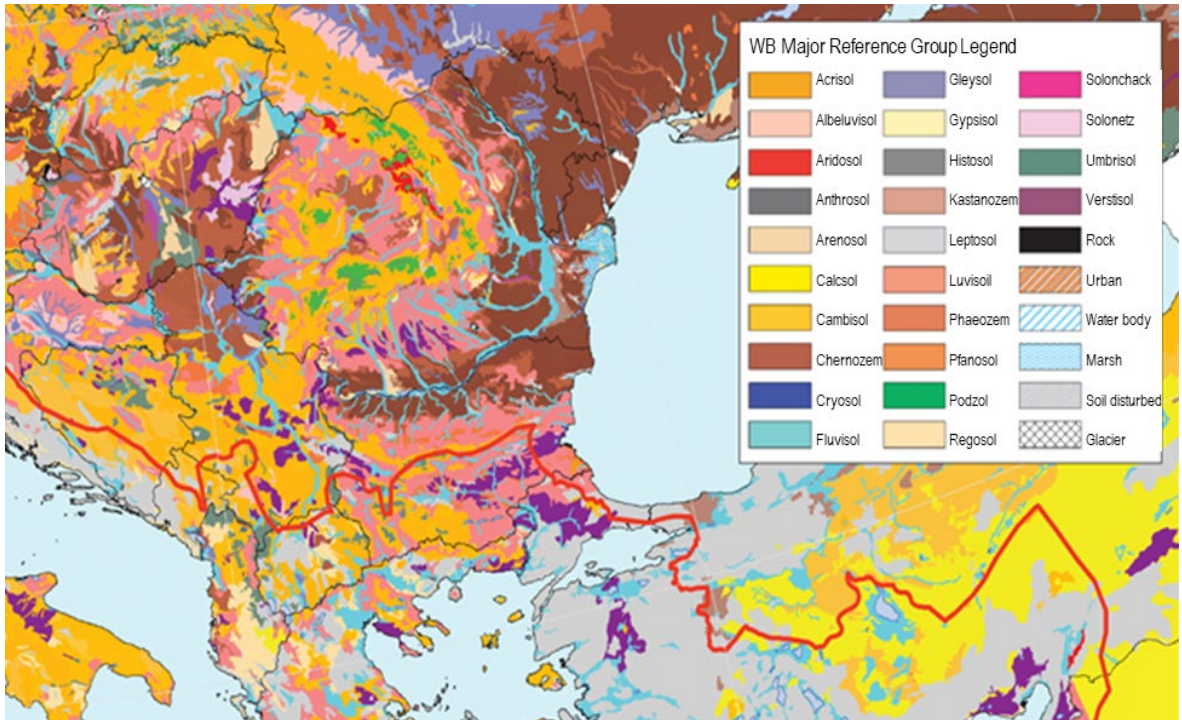 WB Major Reference Group Legend
Acrisol
Albeluvisol
Aridosol
Anthrosol
Arenosol
Calcsol
Cambisol
Chernozem
Cryosol
Fluvisol
Gleysol
Gypsisol
Histosol
Kastanozem
Leptosol
Luvisoil
Phaeozem
Pfanosol
Podzol
Regosol
Solonchack
Solonetz
Umbrisol
Verstisol
Rock
Urban
Water body
Marsh
Soil disturbed
Glacier